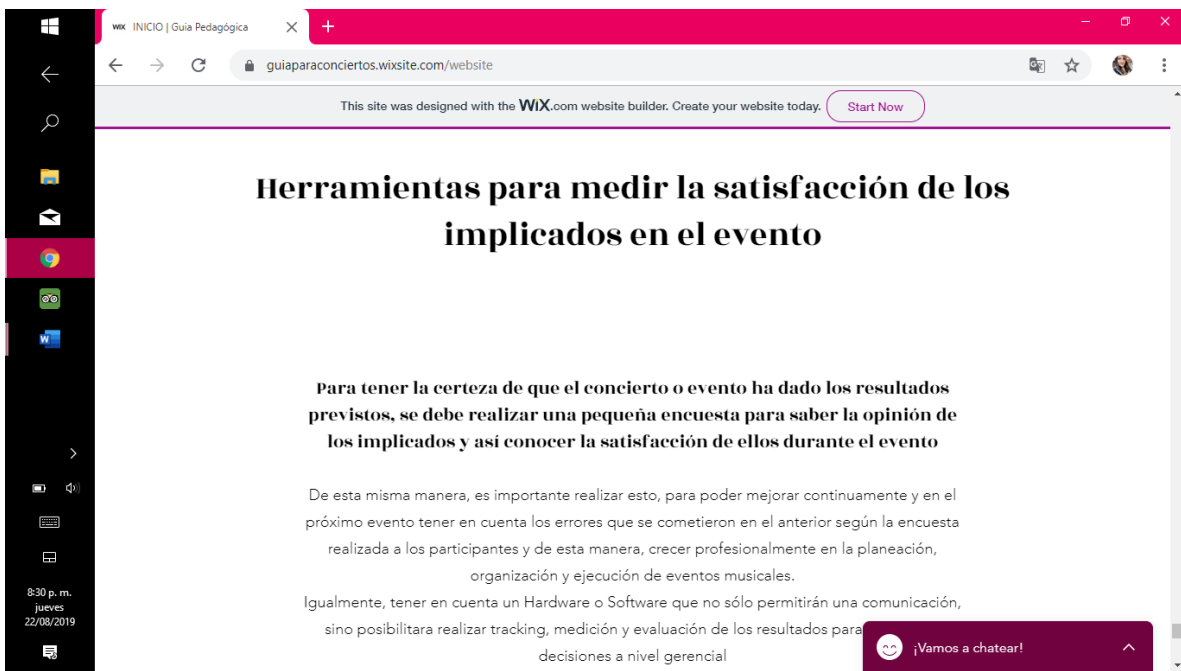 WiX INICIO | Guia Pedagógica
guiaparaconciertos.wixsite.com/website
This site was designed with the WiX.com website builder. Create your website today. Start Now
Herramientas para medir la satisfacción de los
implicados en el evento
Para tener la certeza de que el concierto o evento ha dado los resultados
previstos, se debe realizar una pequeña encuesta para saber la opinión de
los implicados y así conocer la satisfacción de ellos durante el evento
De esta misma manera, es importante realizar esto, para poder mejorar continuamente y en el
próximo evento tener en cuenta los errores que se cometieron en el anterior según la encuesta
realizada a los participantes y de esta manera, crecer profesionalmente en la planeación,
organización y ejecución de eventos musicales.
Igualmente, tener en cuenta un Hardware o Software que no sólo permitirán una comunicación,
sino posibilitara realizar tracking, medición y evaluación de los resultados para
decisiones a nivel gerencial
¡Vamos a chatear!
8:30 p. m.
jueves
22/08/2019